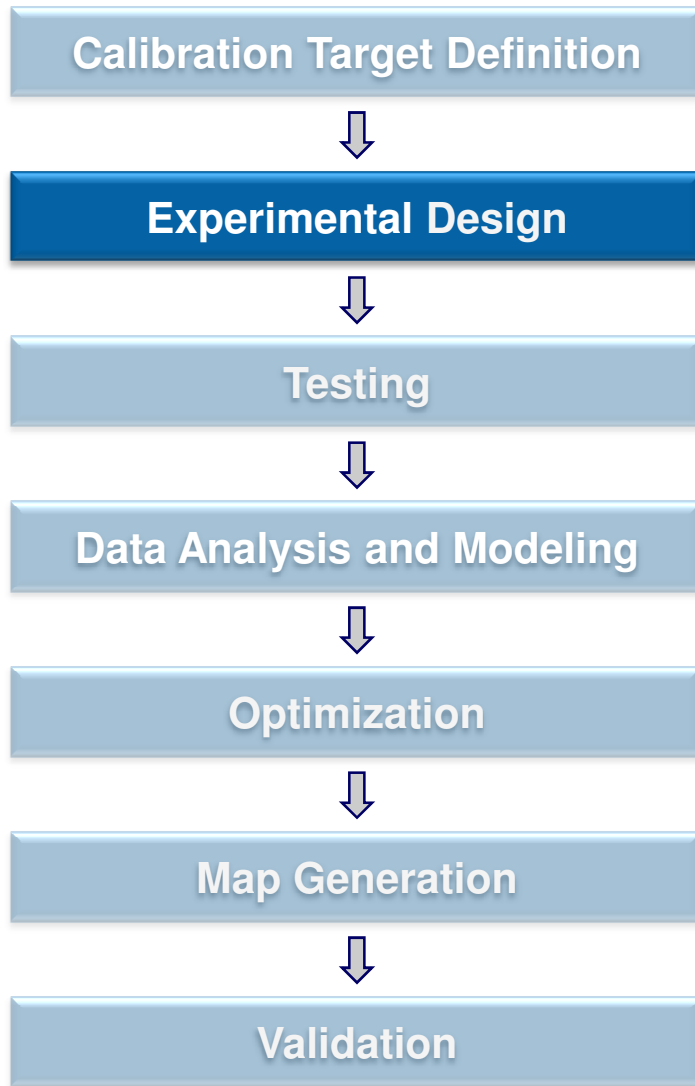 Calibration Target Definition
Experimental Design
Testing
Data Analysis and Modeling
Optimization
Map Generation
Validation